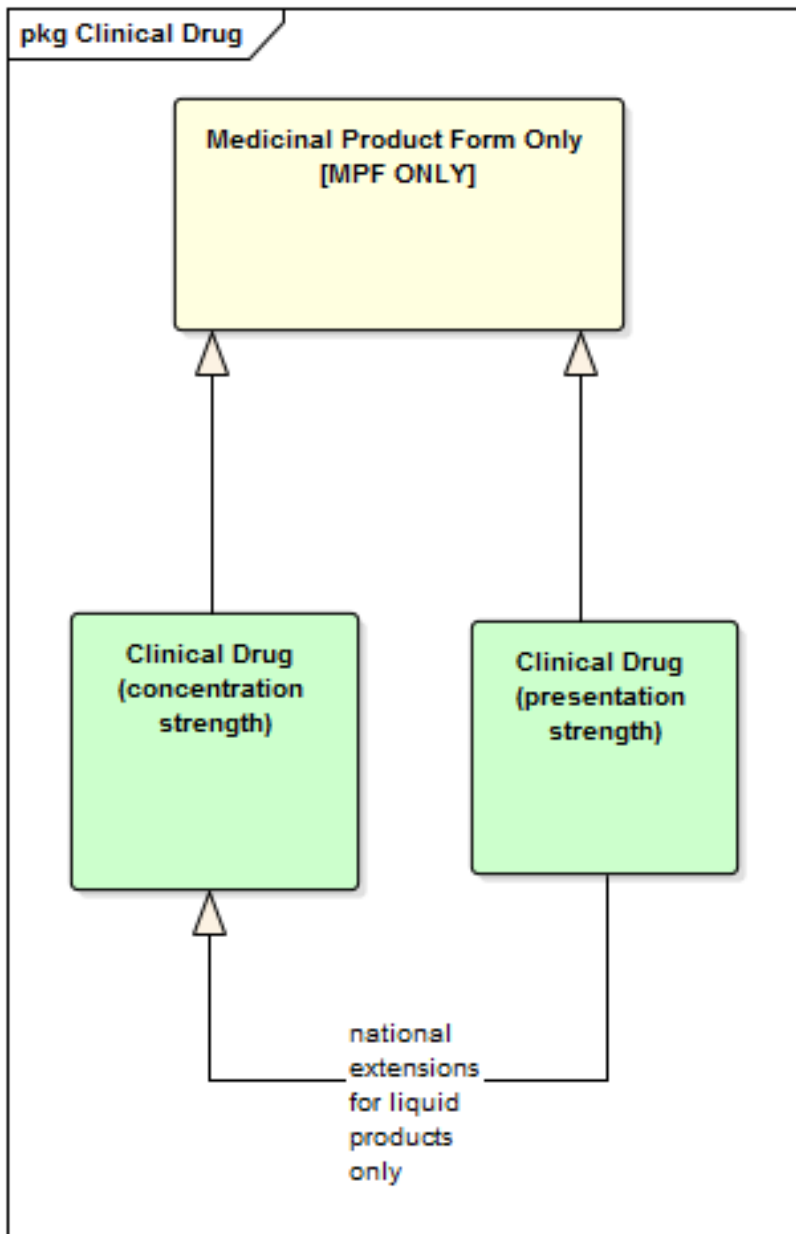 pkg Clinical Drug
Medicinal Product Form Only
[MPF ONLY]
Clinical Drug
(concentration
strength)
Clinical Drug
(presentation
strength)
national
extensions
for liquid
products
only